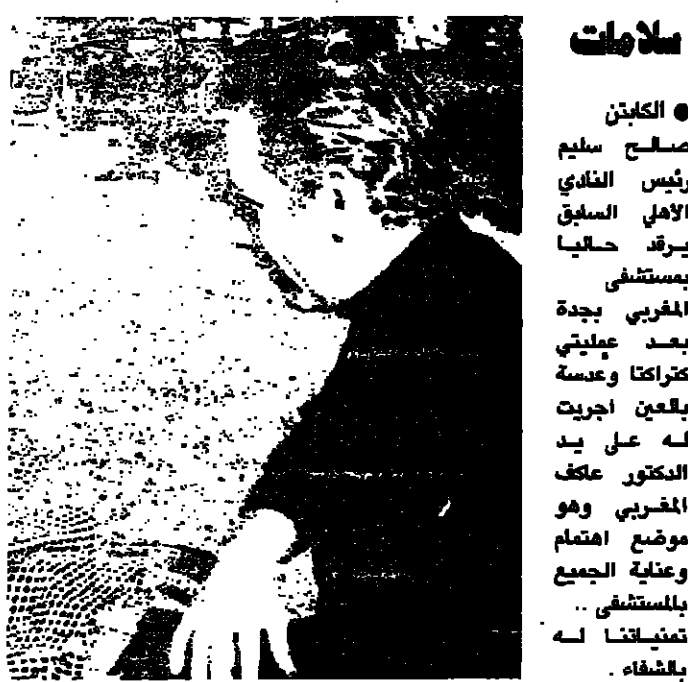 سلامات
● الكابتن
صالح سليم
رئيس النادي
الأهلي السابق
يرقد حاليا
بمستشفى
المغربي بجدة
بعد عمليتي
كتراكتا وعدسة
بالعين اجريت
له على يد
الدكتور عاكف
المغربي وهو
موضع اهتمام
وعناية الجميع
بالمستشفى ..
تمنياتنا له
بالشفاء .